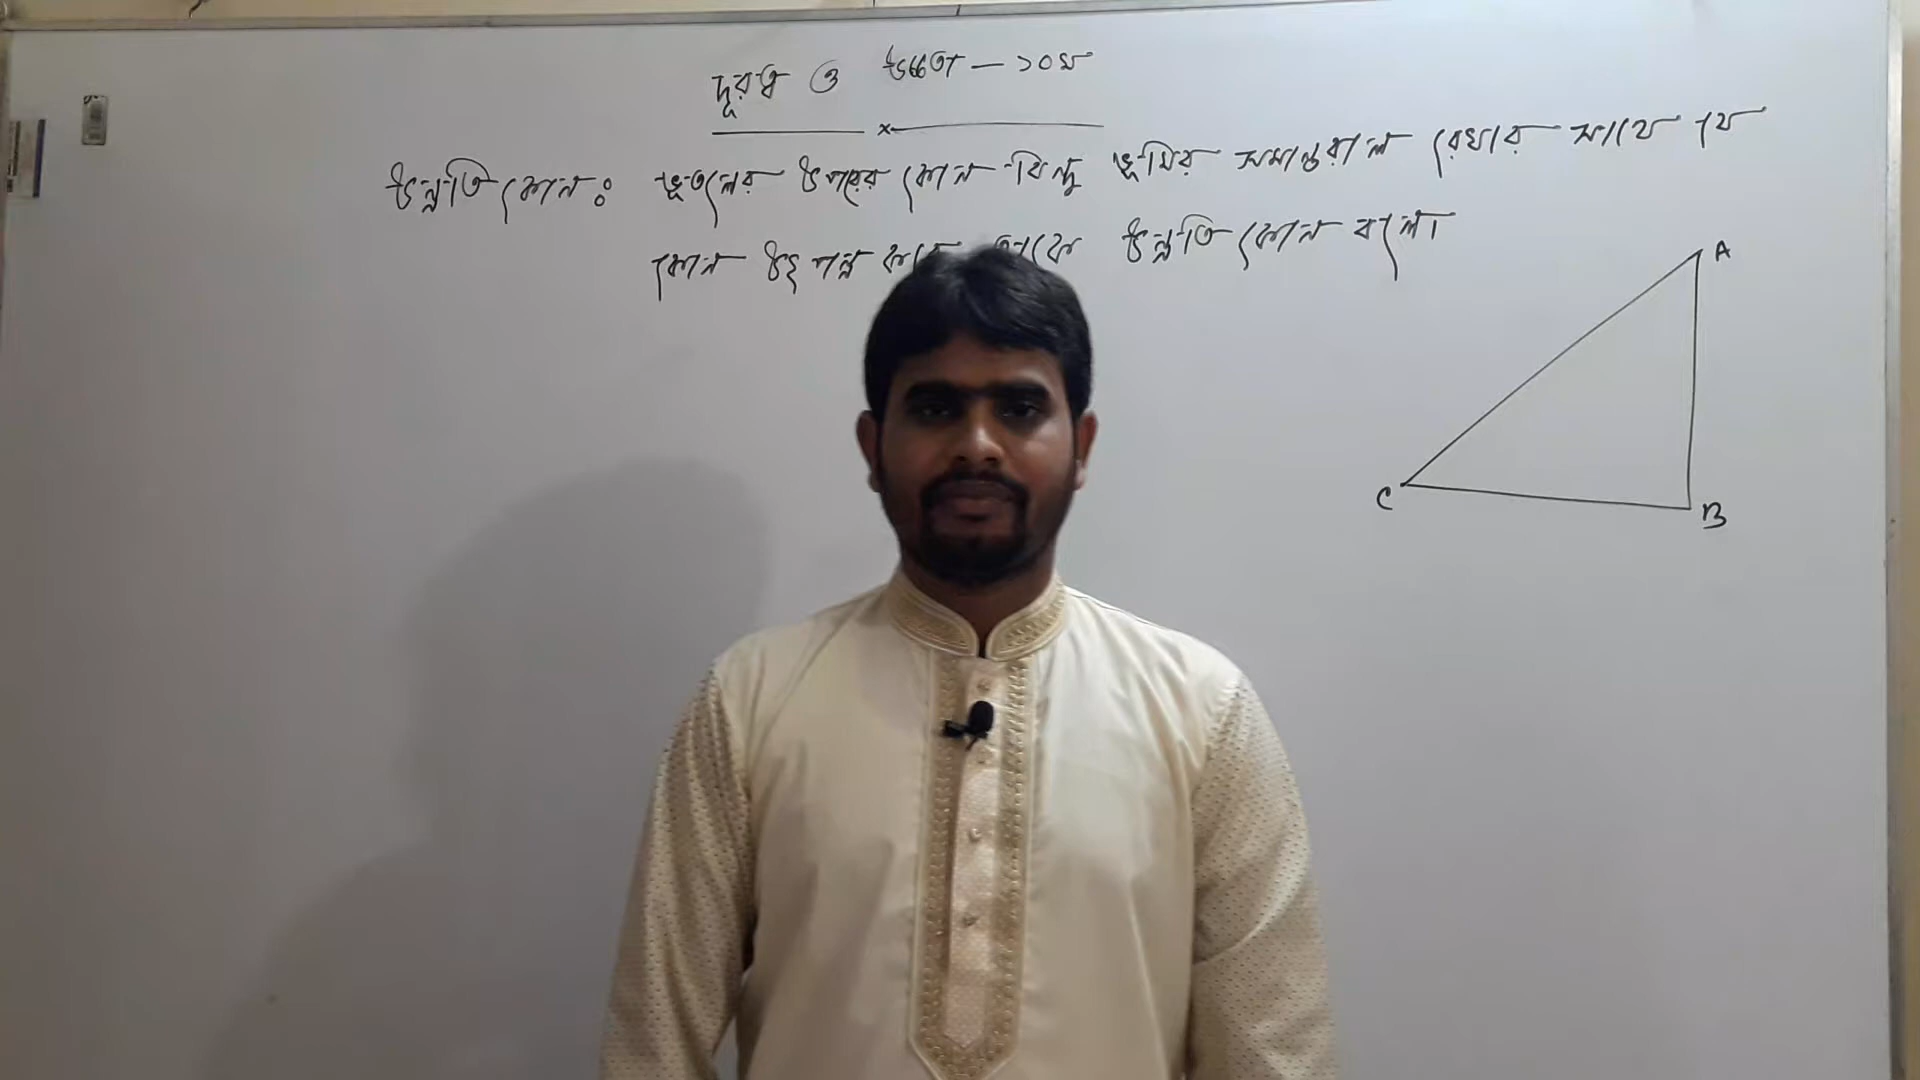 দূরত্ব ও উচ্চতা — ১০ম
উন্নতি কোন ঃ ভূতলের উপরের কোন বিন্দু ভূমির সমান্তরাল রেখার সাথে যে
কোন উৎপন্ন করে তাকে উন্নতি কোন বলে।
A
C
B